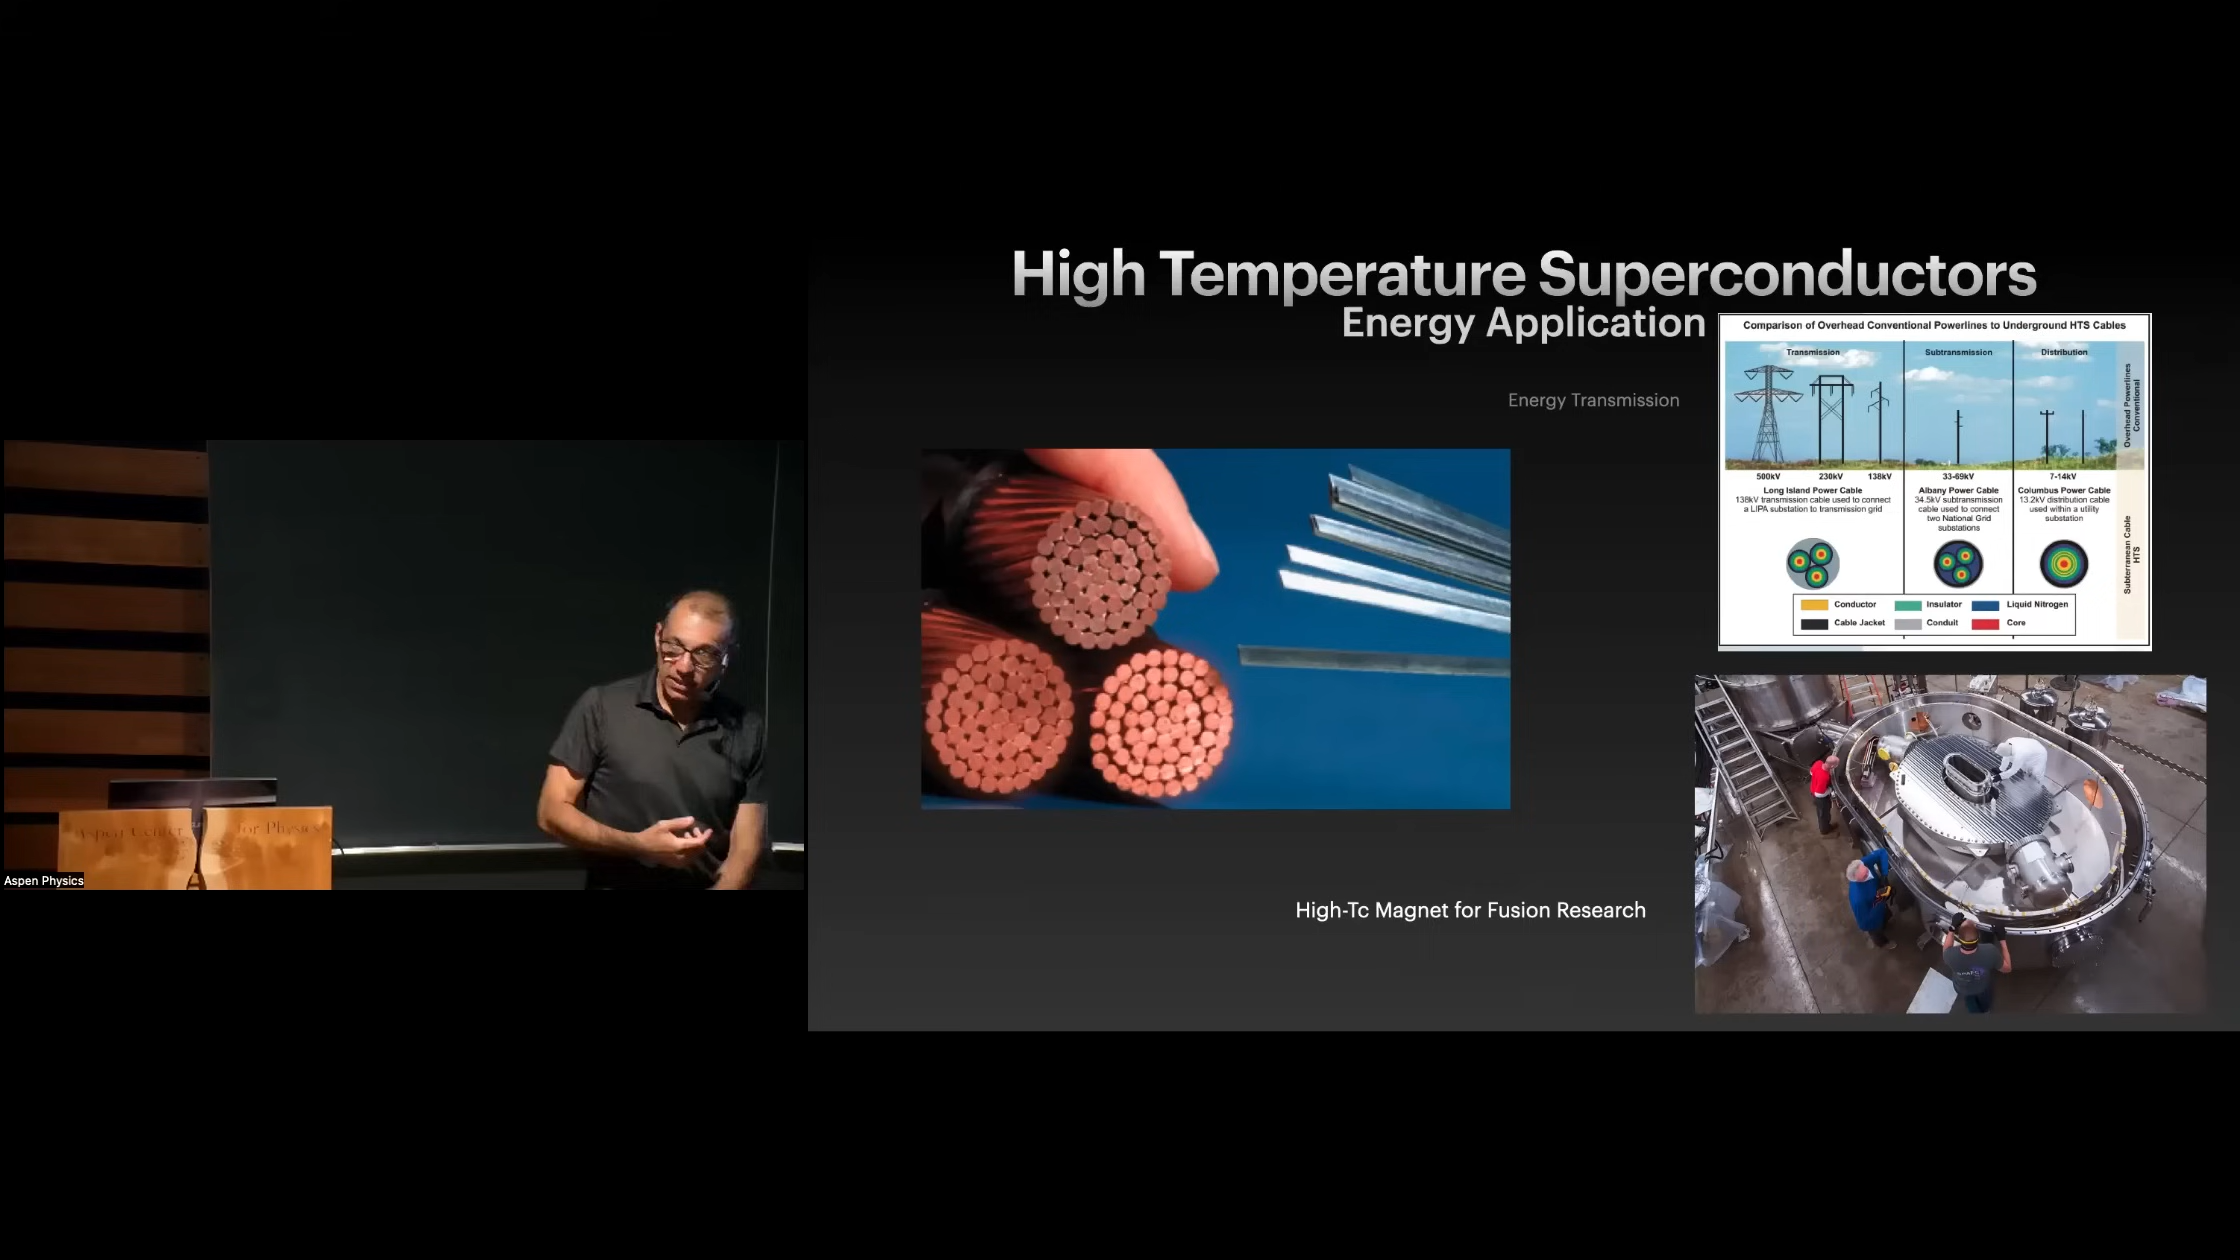 High Temperature Superconductors
Energy Application
Energy Transmission
Comparison of Overhead Conventional Powerlines to Underground HTS Cables
Transmission
Subtransmission
Distribution
Overhead Powerlines
Conventional
500kV
230kV
138kV
33-69kV
7-14kV
Long Island Power Cable
138kV transmission cable used to connect
a LIPA substation to transmission grid
Albany Power Cable
34.5kV subtransmission
cable used to connect
two National Grid
substations
Columbus Power Cable
13.2kV distribution cable
used within a utility
substation
Subterranean Cable
HTS
Conductor
Insulator
Liquid Nitrogen
Cable Jacket
Conduit
Core
High-Tc Magnet for Fusion Research
Aspen Center for Physics
Aspen Physics